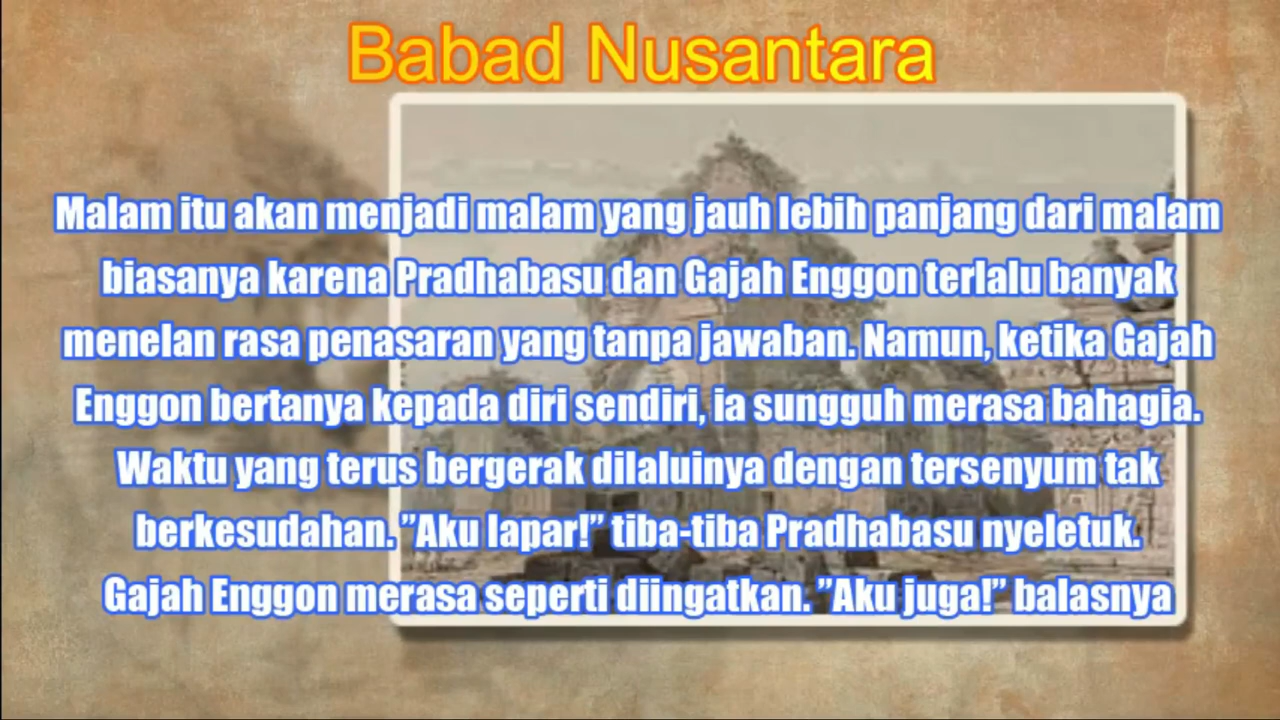 Babad Nusantara
Malam itu akan menjadi malam yang jauh lebih panjang dari malam
biasanya karena Pradhabasu dan Gajah Enggon terlalu banyak
menelan rasa penasaran yang tanpa jawaban. Namun, ketika Gajah
Enggon bertanya kepada diri sendiri, ia sungguh merasa bahagia.
Waktu yang terus bergerak dilaluinya dengan tersenyum tak
berkesudahan. ”Aku lapar!” tiba-tiba Pradhabasu nyeletuk.
Gajah Enggon merasa seperti diingatkan. ”Aku juga!” balasnya